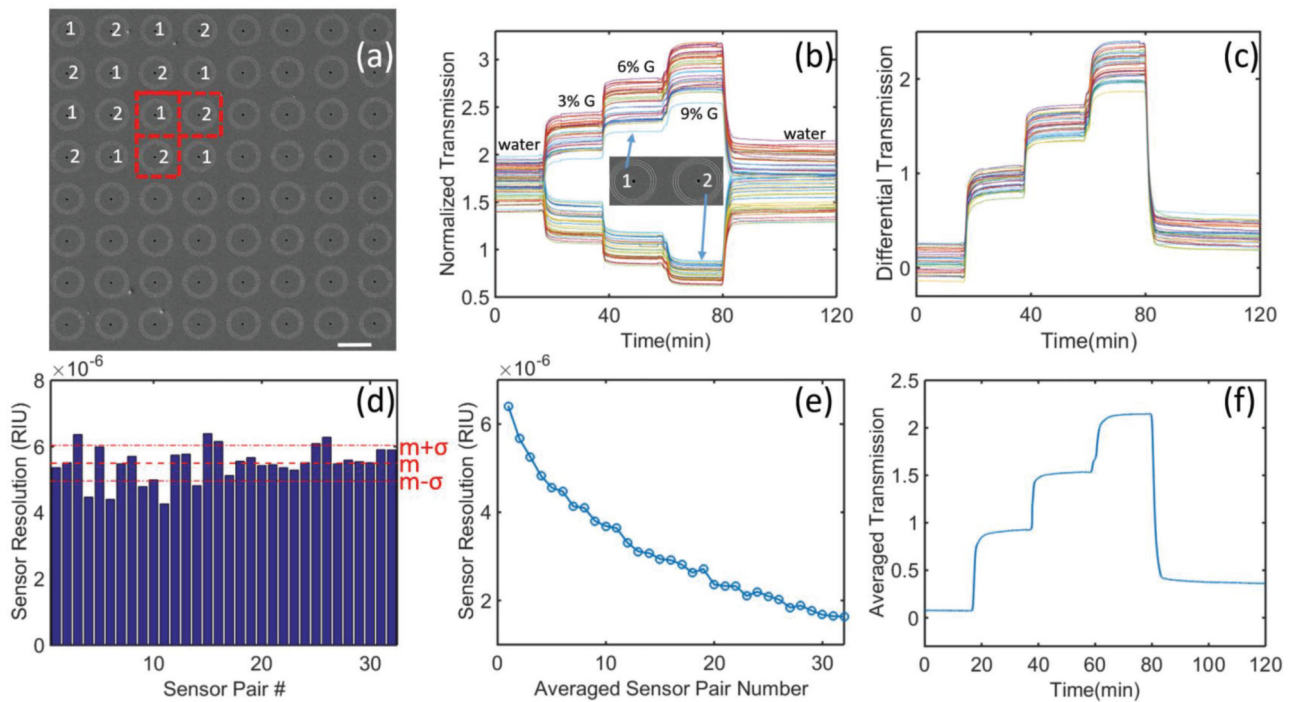 (a)
1 2 1 2
2 1 2 1
1 2 1 2
2 1 2 1
(b)
Normalized Transmission
3
2.5
2
1.5
1
0.5
water
3% G
6% G
9% G
water
1
2
0 40 80 120
Time(min)
(c)
Differential Transmission
2
1
0
0 20 40 60 80 100 120
Time(min)
(d)
×10-6
Sensor Resolution (RIU)
8
6
4
2
0
m+σ
m
m-σ
10 20 30
Sensor Pair #
(e)
×10-6
Sensor Resolution (RIU)
6
4
2
0 10 20 30
Averaged Sensor Pair Number
(f)
Averaged Transmission
2.5
2
1.5
1
0.5
0
0 20 40 60 80 100 120
Time(min)